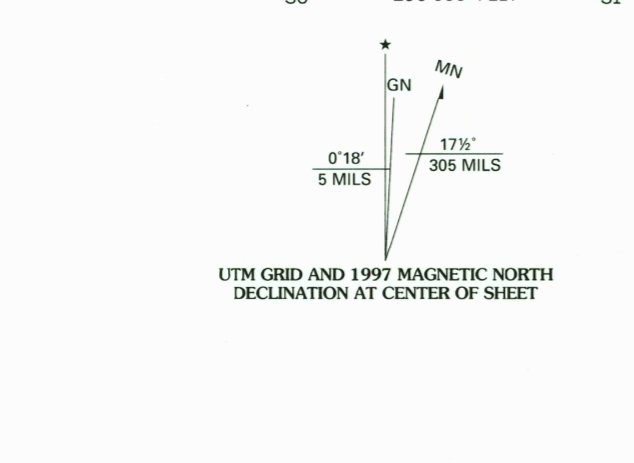 ★
GN
MN
0°18′
5 MILS
17½°
305 MILS
UTM GRID AND 1997 MAGNETIC NORTH
DECLINATION AT CENTER OF SHEET